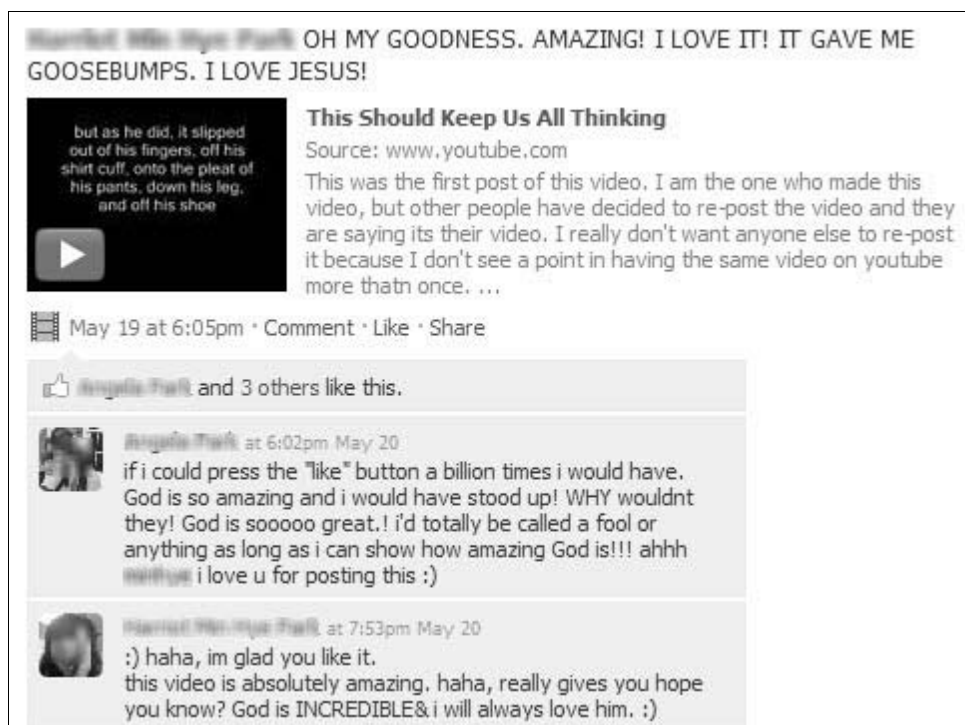 OH MY GOODNESS. AMAZING! I LOVE IT! IT GAVE ME
GOOSEBUMPS. I LOVE JESUS!
but as he did, it slipped
out of his fingers, off his
shirt cuff, onto the pleat of
his pants, down his leg,
and off his shoe
This Should Keep Us All Thinking
Source: www.youtube.com
This was the first post of this video. I am the one who made this
video, but other people have decided to re-post the video and they
are saying its their video. I really don't want anyone else to re-post
it because I don't see a point in having the same video on youtube
more thatn once. ...
May 19 at 6:05pm · Comment · Like · Share
and 3 others like this.
at 6:02pm May 20
if i could press the "like" button a billion times i would have.
God is so amazing and i would have stood up! WHY wouldnt
they! God is sooooo great.! i'd totally be called a fool or
anything as long as i can show how amazing God is!!! ahhh
i love u for posting this :)
at 7:53pm May 20
:) haha, im glad you like it.
this video is absolutely amazing. haha, really gives you hope
you know? God is INCREDIBLE& i will always love him. :)